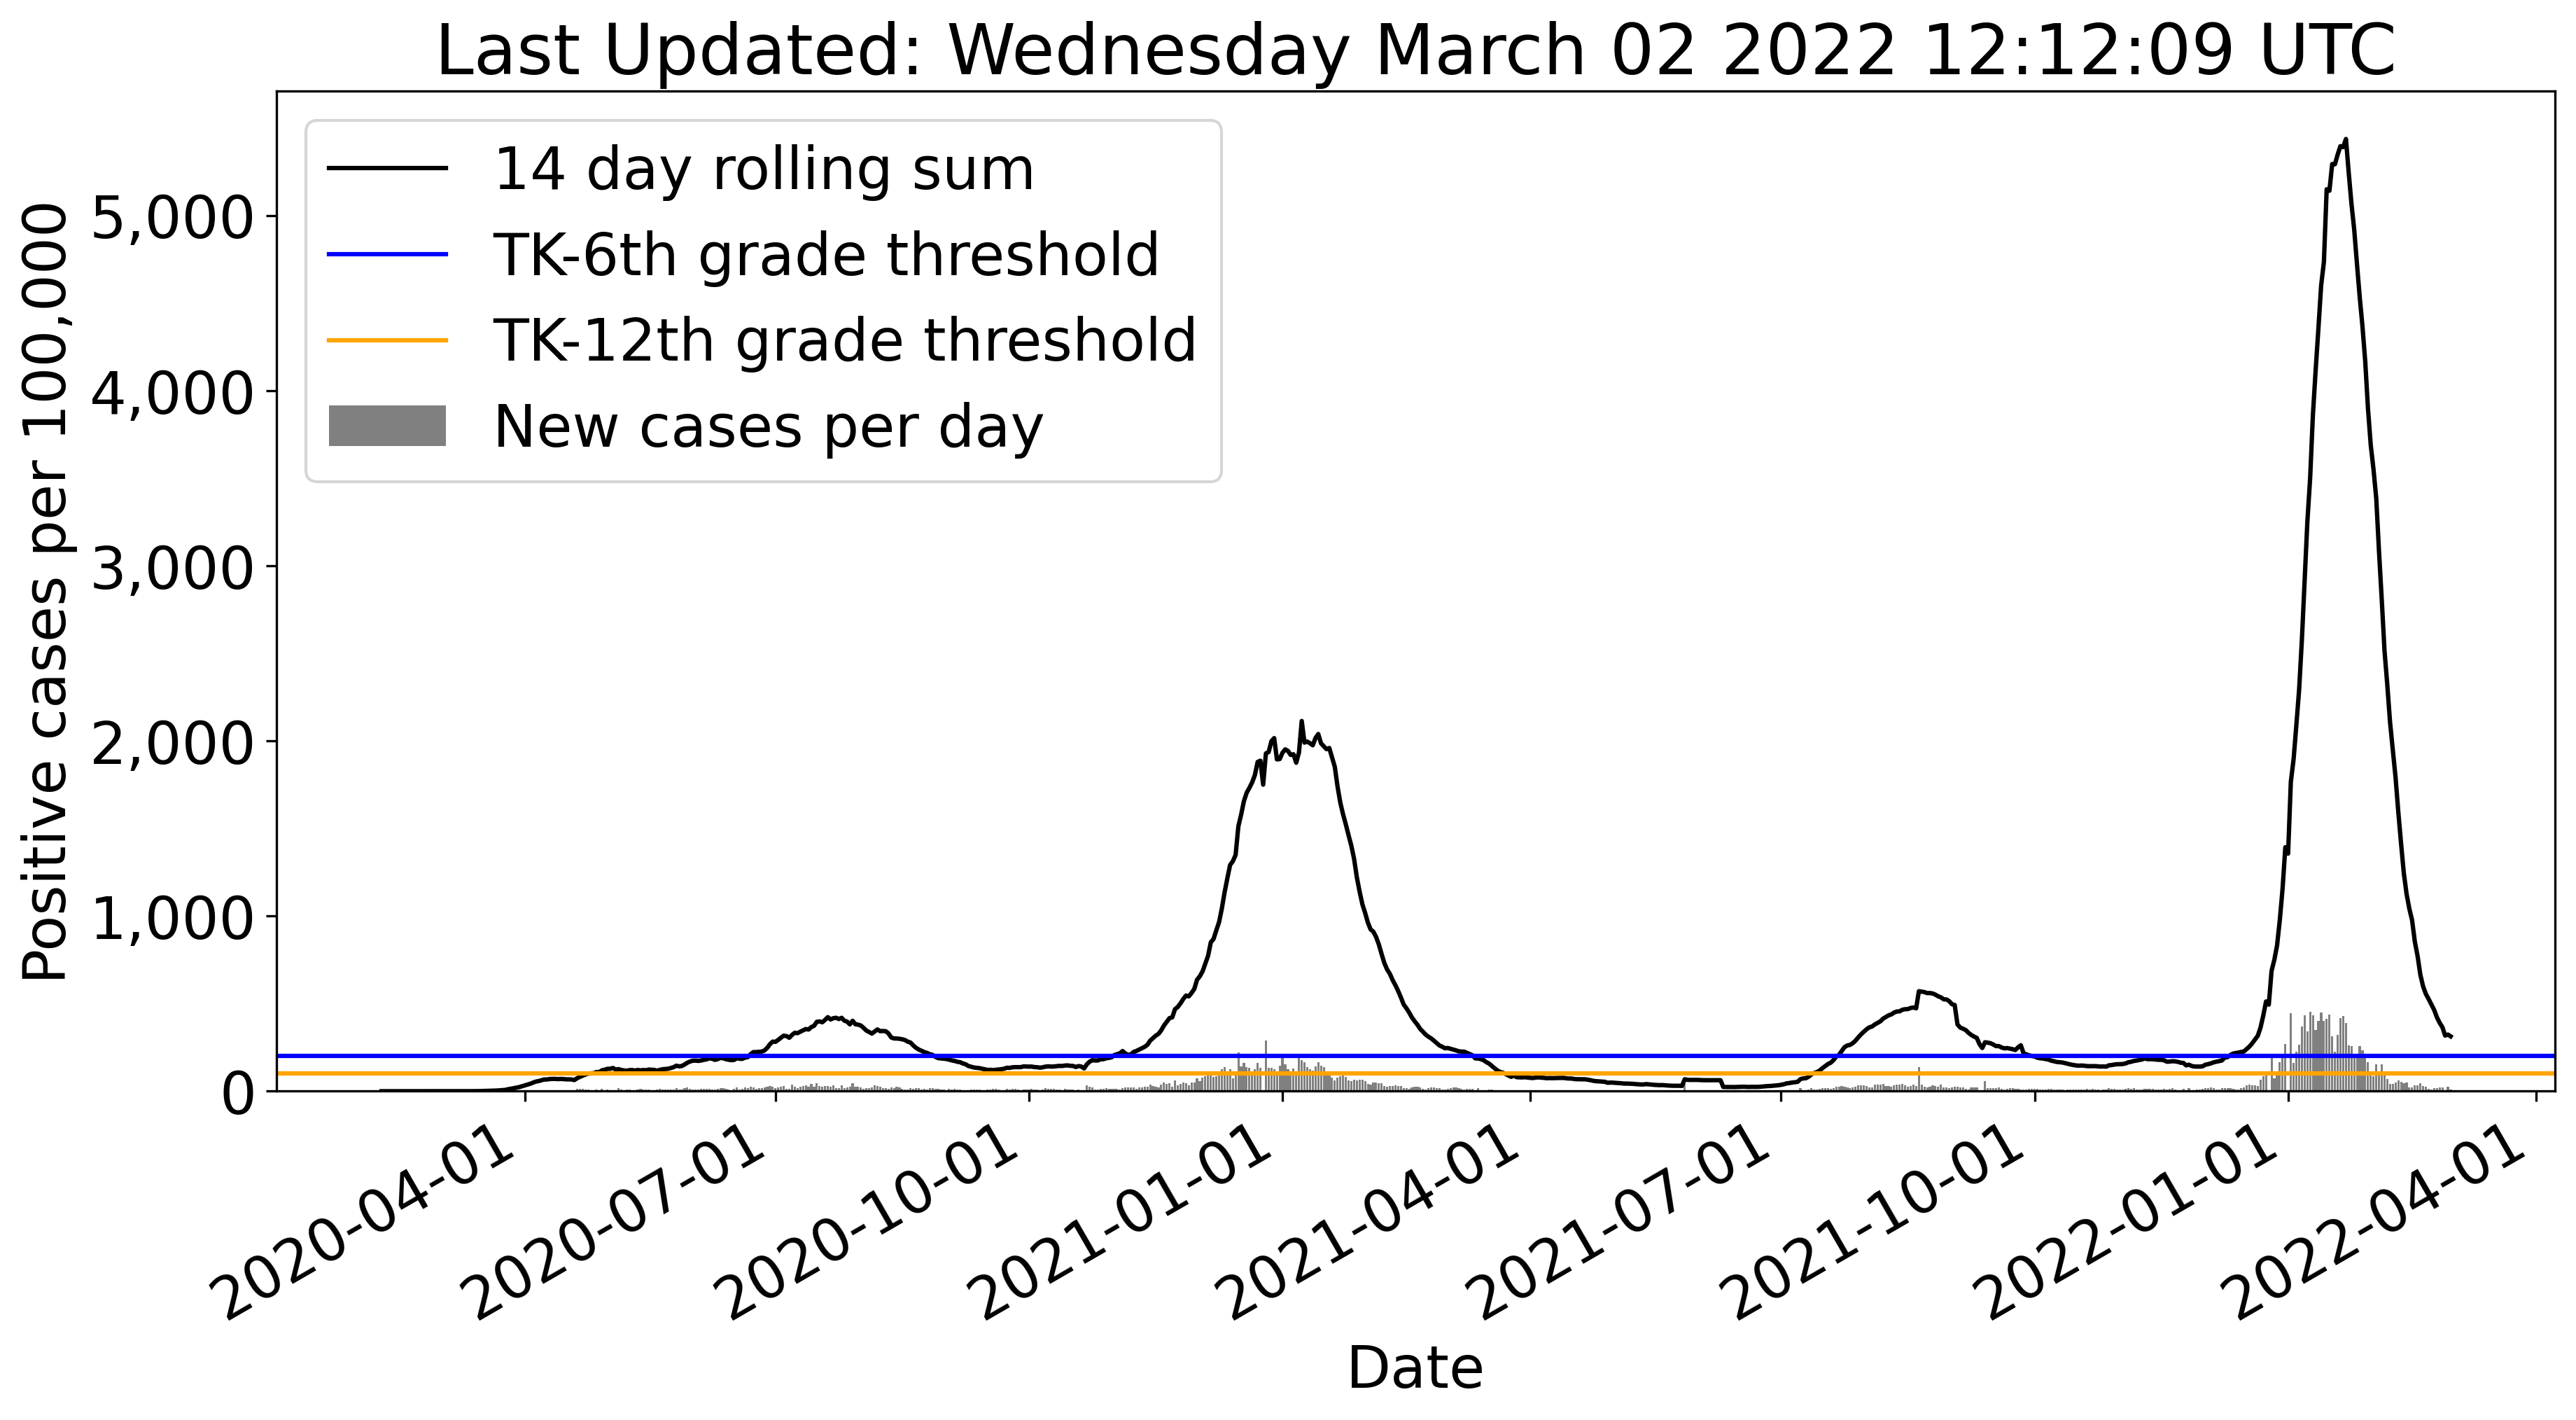 Last Updated: Wednesday March 02 2022 12:12:09 UTC
14 day rolling sum
TK-6th grade threshold
TK-12th grade threshold
New cases per day
Positive cases per 100,000
5,000
4,000
3,000
2,000
1,000
0
2020-04-01
2020-07-01
2020-10-01
2021-01-01
2021-04-01
2021-07-01
2021-10-01
2022-01-01
2022-04-01
Date